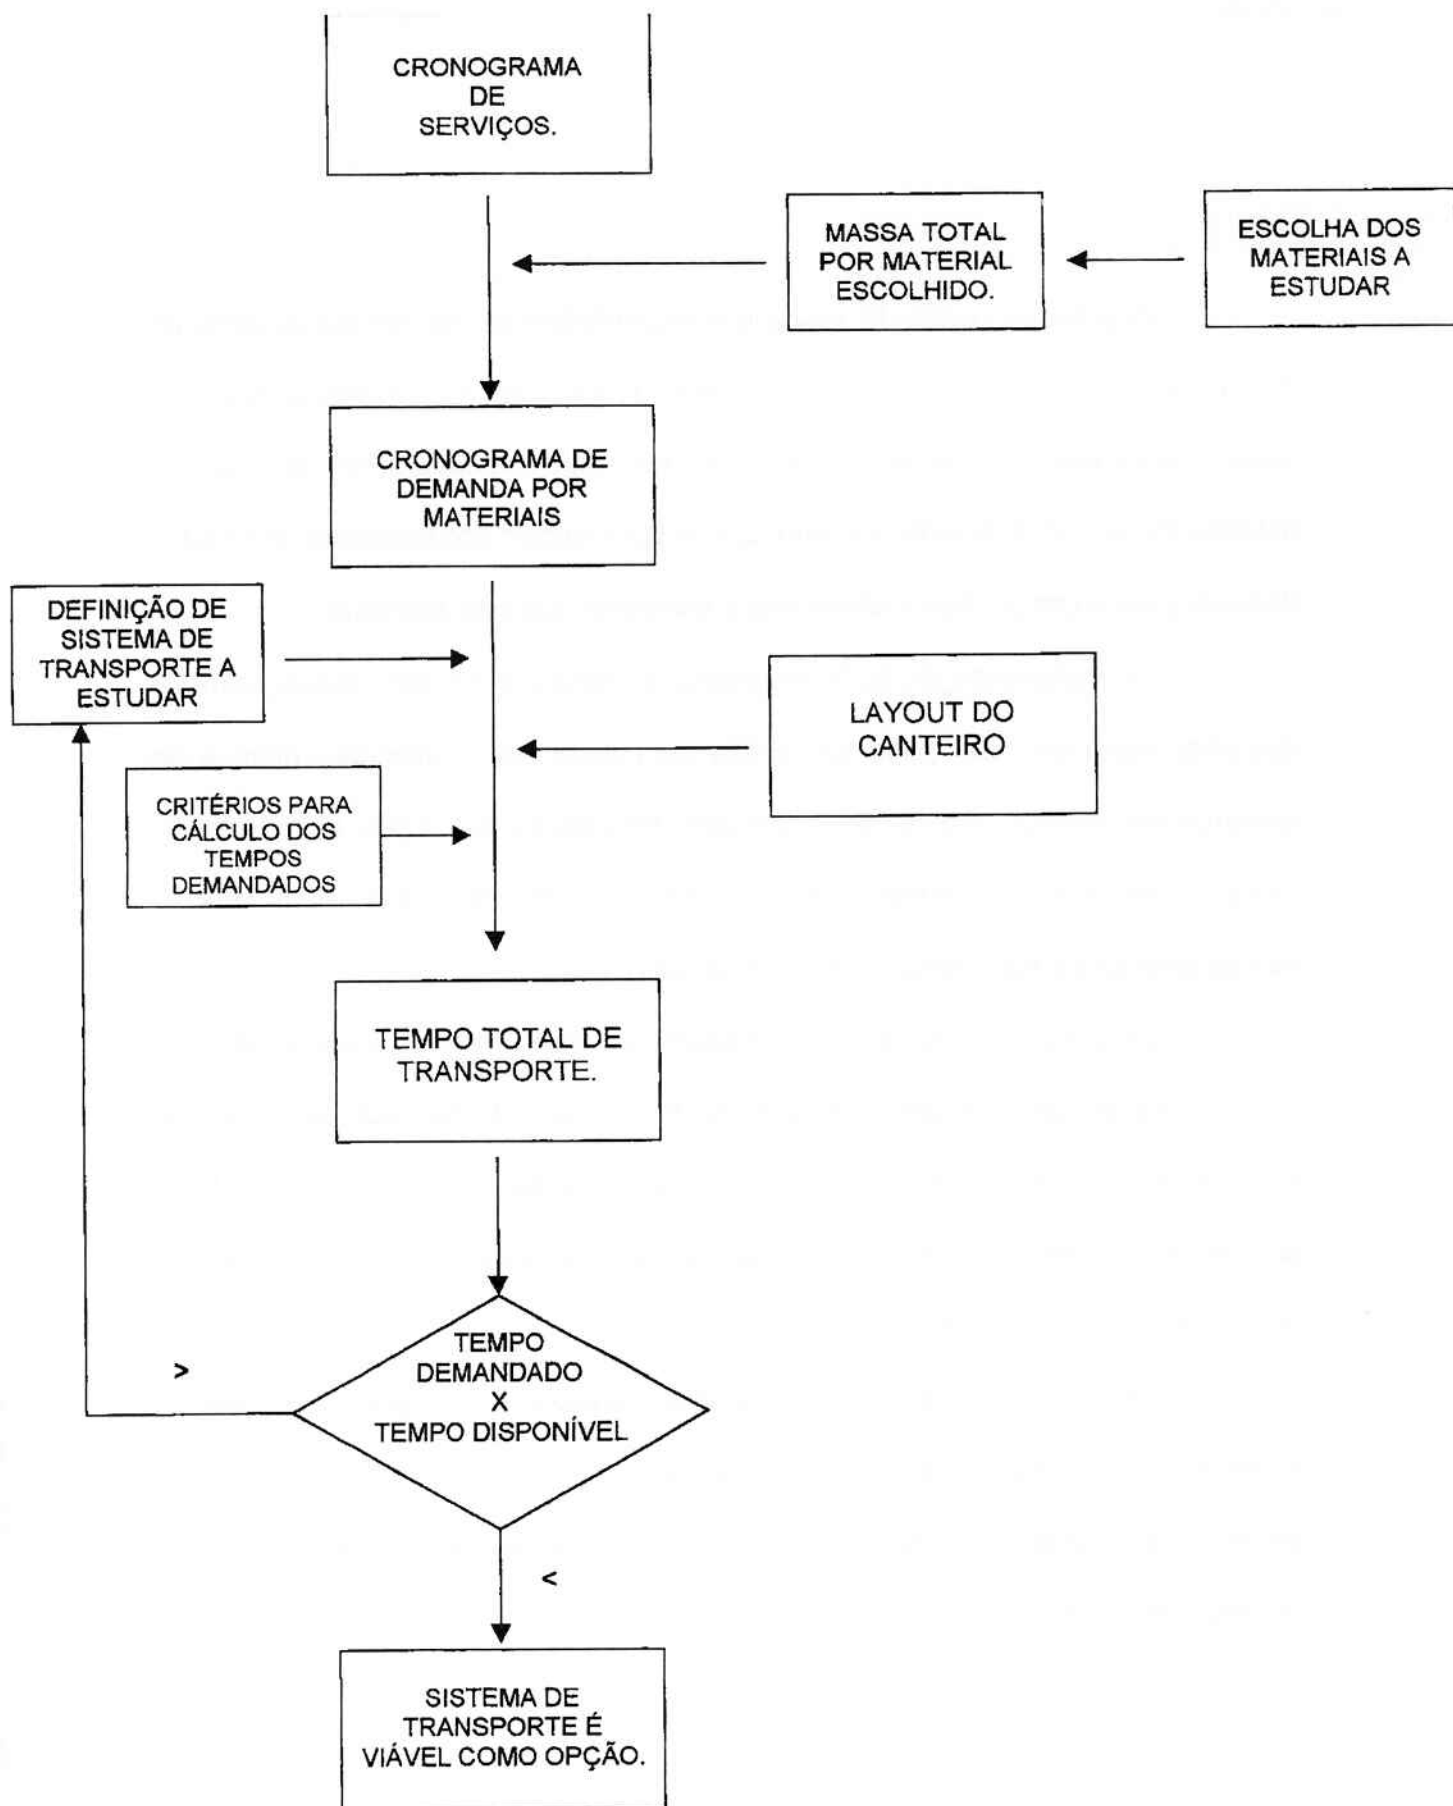 CRONOGRAMA
DE
SERVIÇOS.
MASSA TOTAL
POR MATERIAL
ESCOLHIDO.
ESCOLHA DOS
MATERIAIS A
ESTUDAR
CRONOGRAMA DE
DEMANDA POR
MATERIAIS
DEFINIÇÃO DE
SISTEMA DE
TRANSPORTE A
ESTUDAR
LAYOUT DO
CANTEIRO
CRITÉRIOS PARA
CÁLCULO DOS
TEMPOS
DEMANDADOS
TEMPO TOTAL DE
TRANSPORTE.
TEMPO
DEMANDADO
X
TEMPO DISPONÍVEL
>
<
SISTEMA DE
TRANSPORTE É
VIÁVEL COMO OPÇÃO.